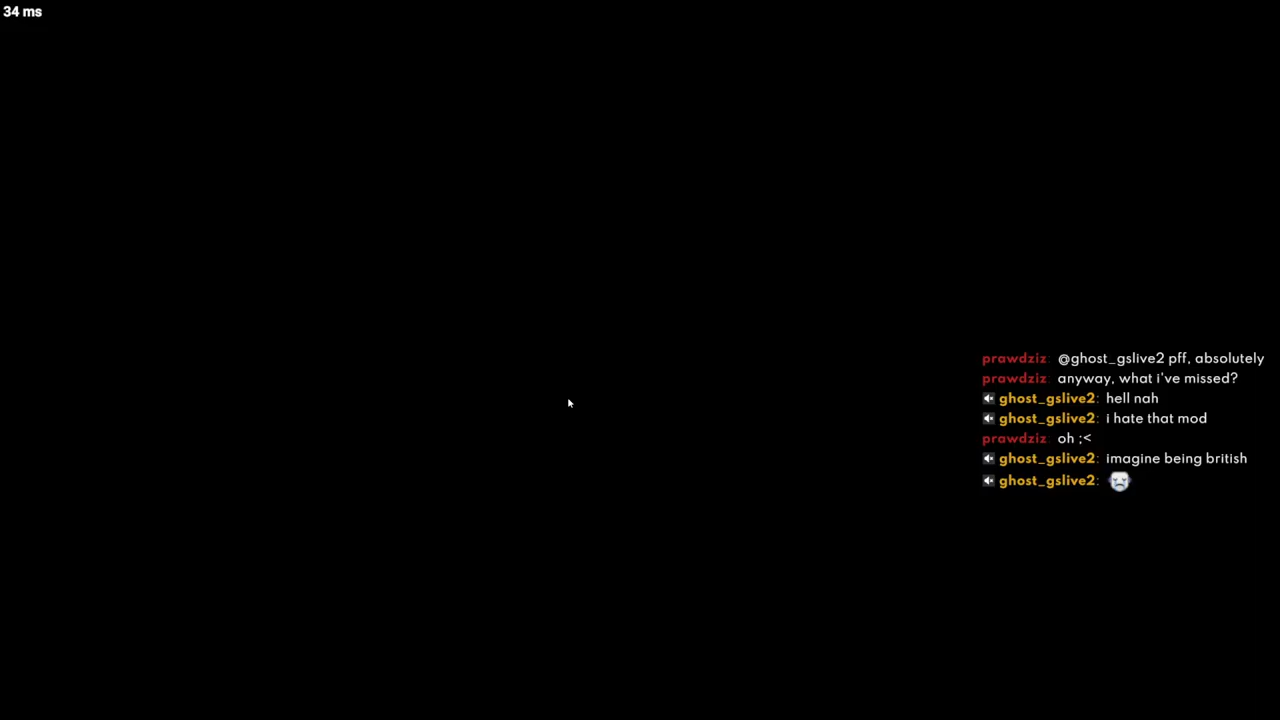 34 ms
prawdziz @ghost_gslive2 pff, absolutely
prawdziz anyway, what i've missed?
ghost_gslive2: hell nah
ghost_gslive2: i hate that mod
prawdziz oh ;<
ghost_gslive2: imagine being british
ghost_gslive2: